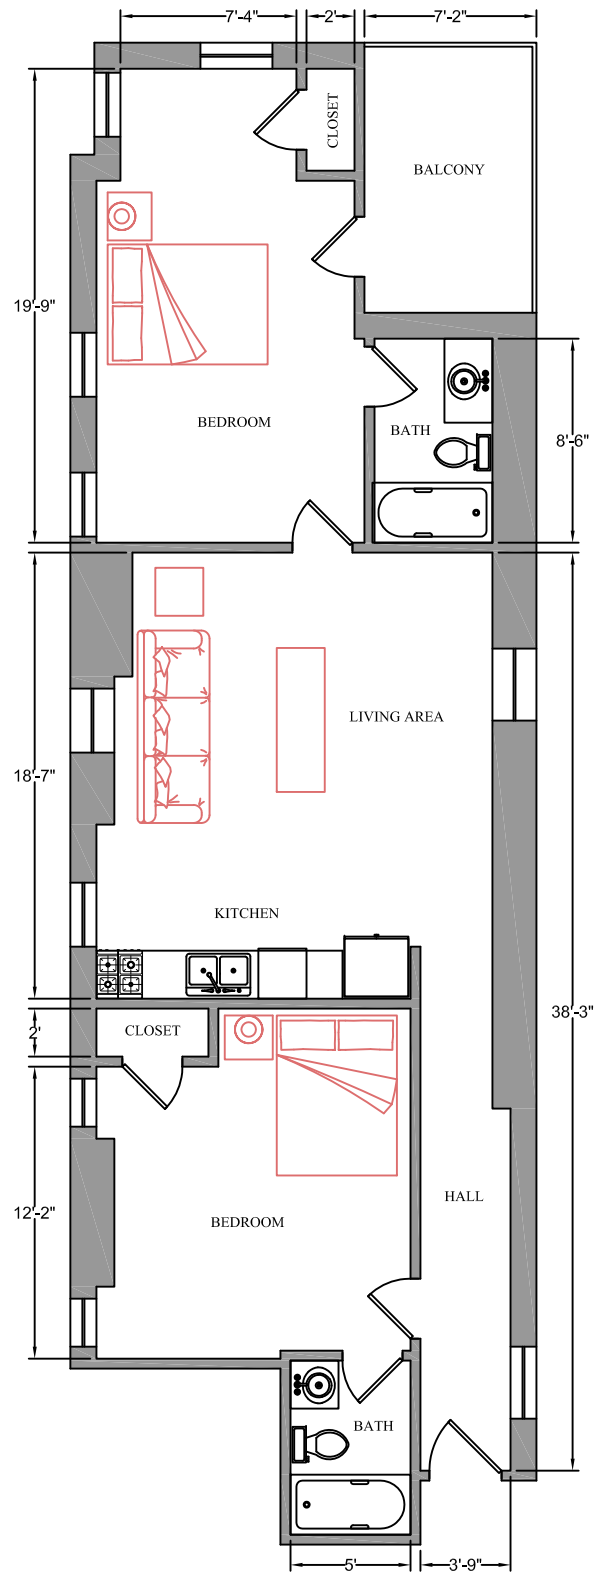 7'-4" 2' 7'-2"
CLOSET
BALCONY
19'-9"
BEDROOM
BATH
8'-6"
LIVING AREA
18'-7"
KITCHEN
38'-3"
2'
CLOSET
HALL
12'-2"
BEDROOM
BATH
5' 3'-9"